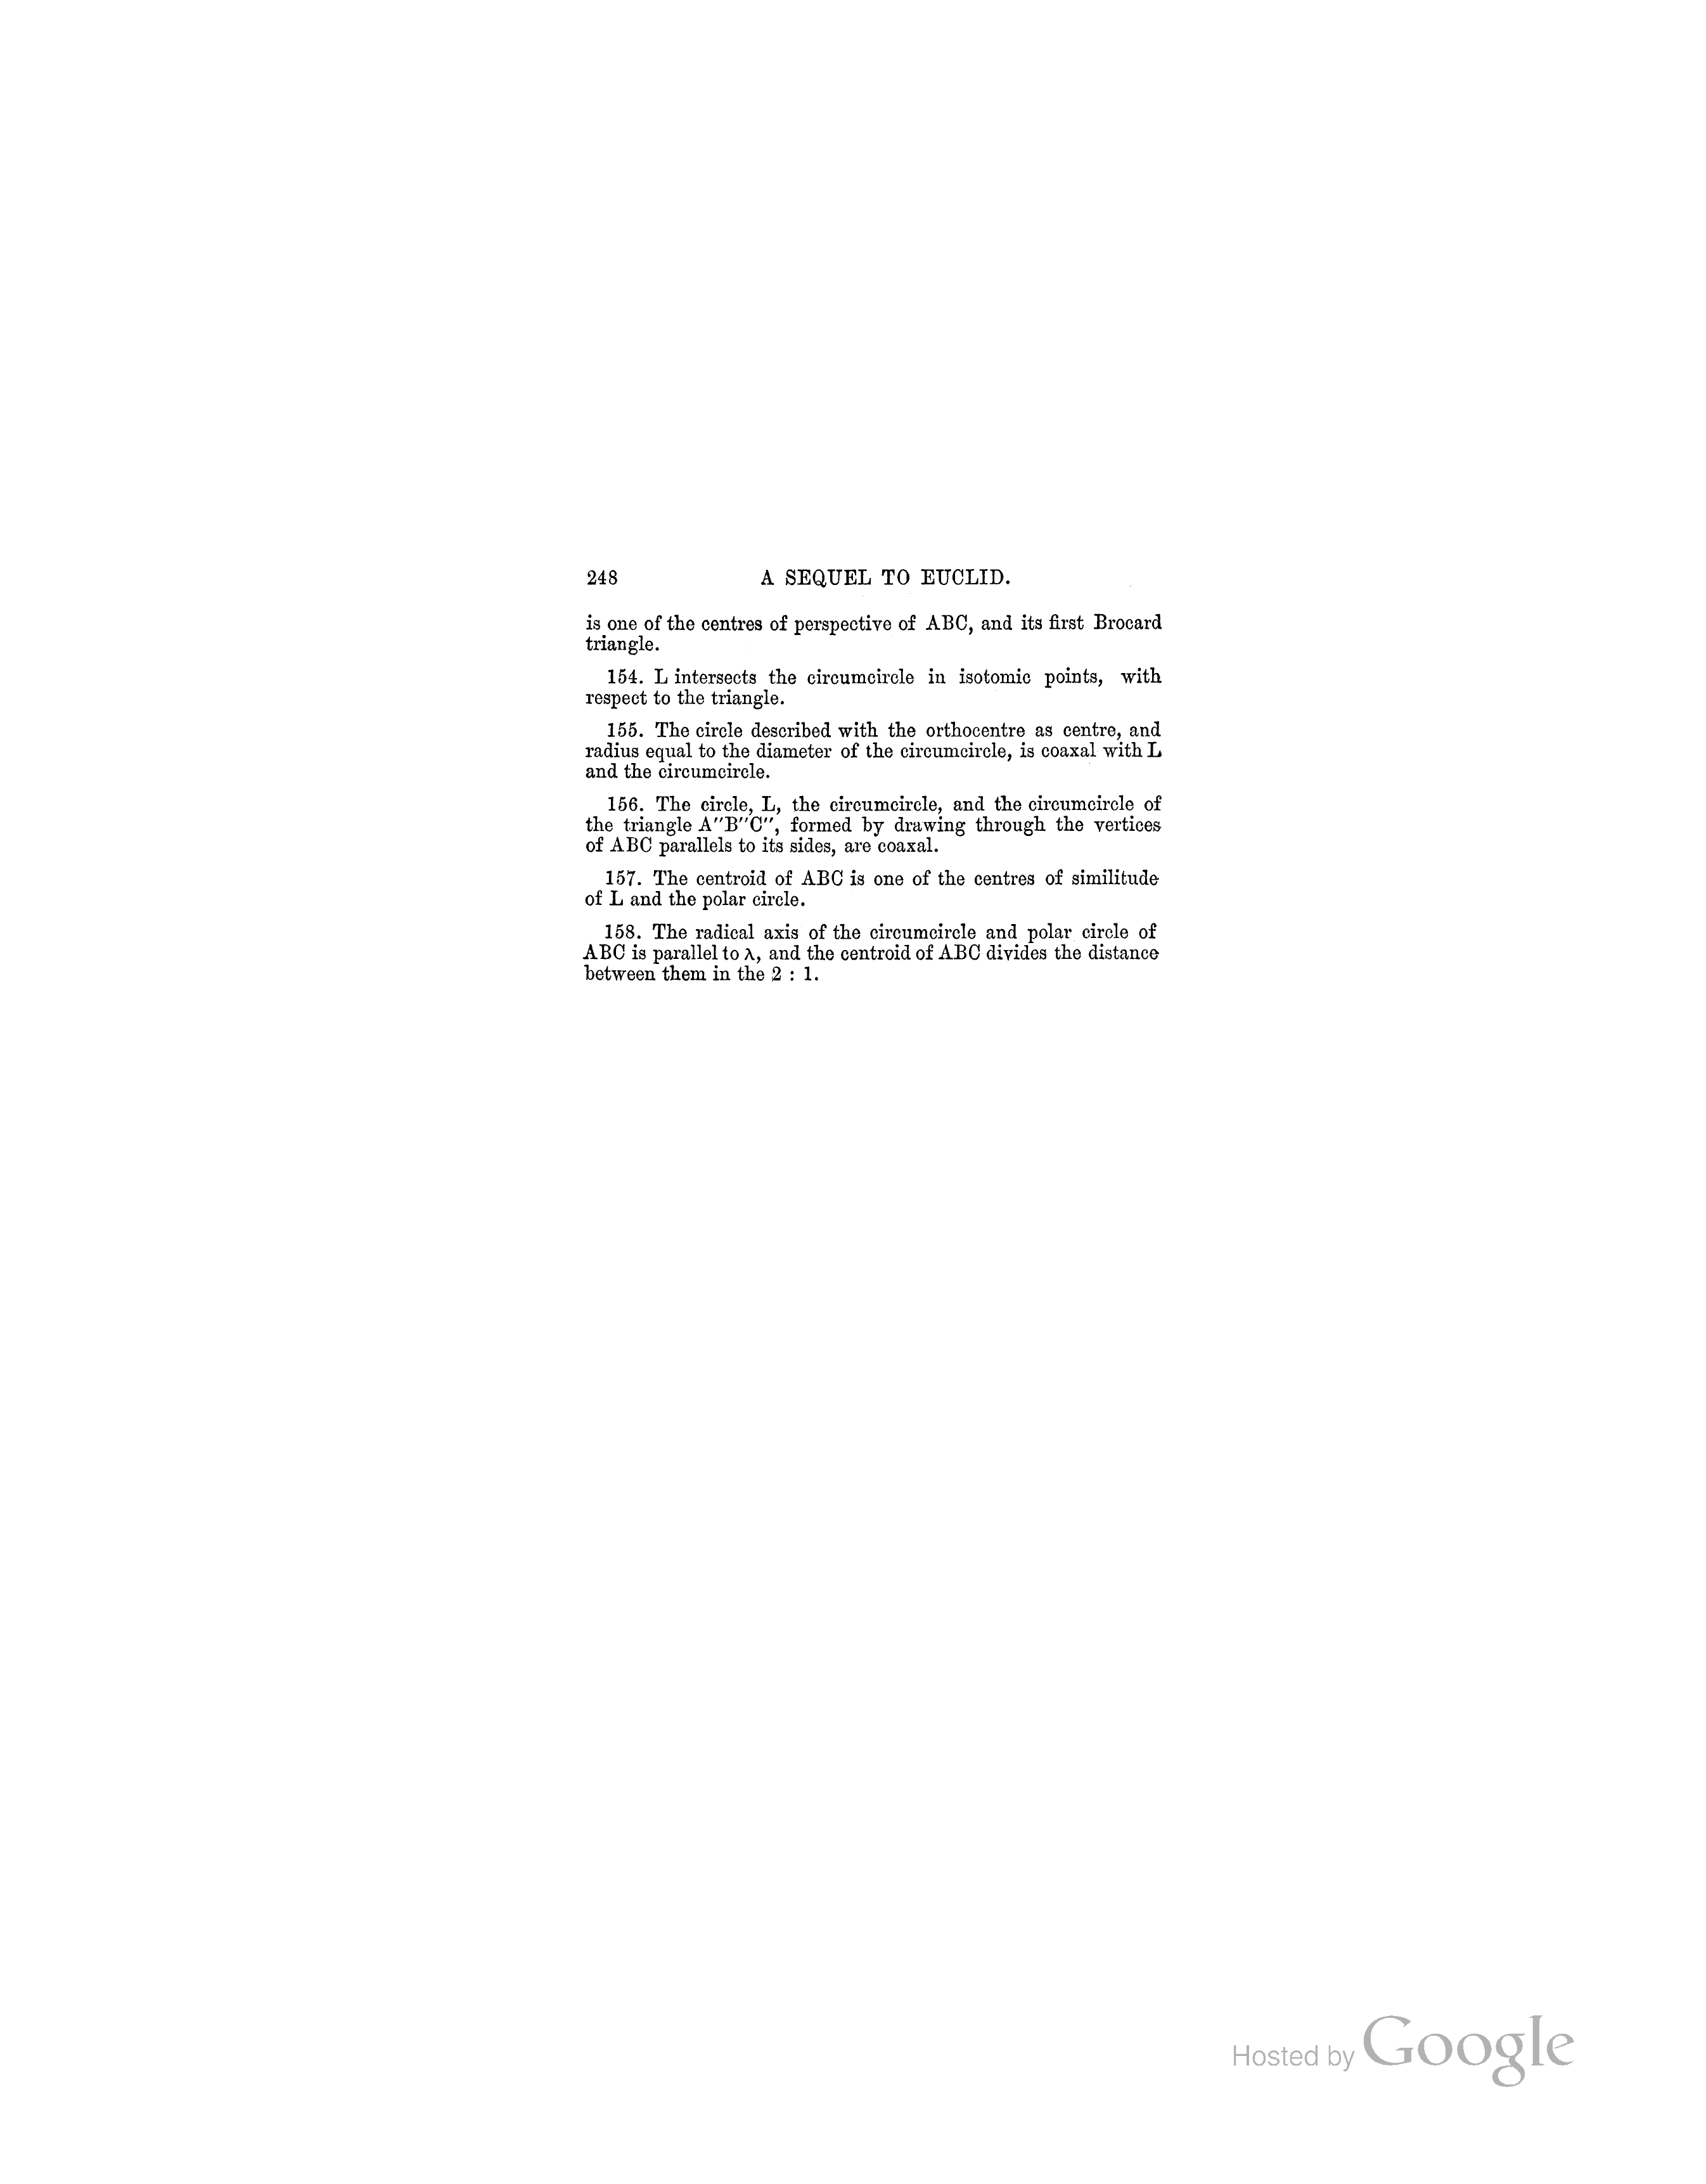 248 A SEQUEL TO EUCLID.
is one of the centres of perspective of ABC, and its first Brocard
triangle.
154. L intersects the circumcircle in isotomic points, with
respect to the triangle.
155. The circle described with the orthocentre as centre, and
radius equal to the diameter of the circumcircle, is coaxal with L
and the circumcircle.
156. The circle, L, the circumcircle, and the circumcircle of
the triangle A″B″C″, formed by drawing through the vertices
of ABC parallels to its sides, are coaxal.
157. The centroid of ABC is one of the centres of similitude
of L and the polar circle.
158. The radical axis of the circumcircle and polar circle of
ABC is parallel to λ, and the centroid of ABC divides the distance
between them in the 2 : 1.
Hosted by Google